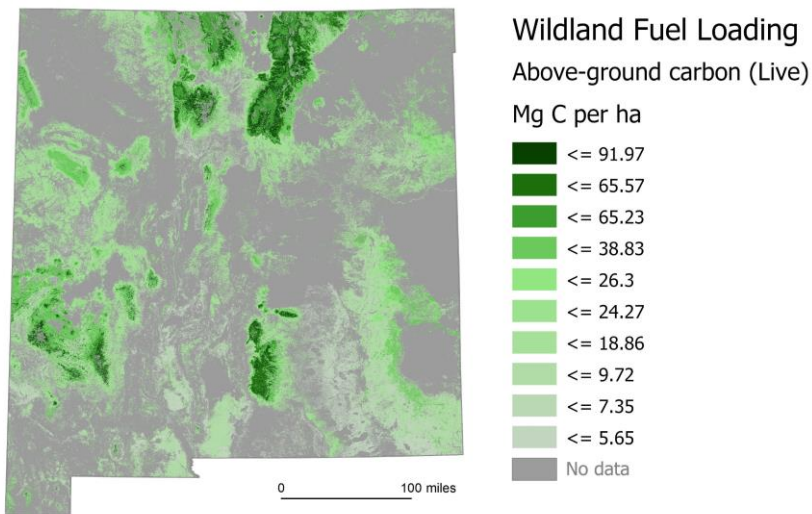 Wildland Fuel Loading
Above-ground carbon (Live)
Mg C per ha
<= 91.97
<= 65.57
<= 65.23
<= 38.83
<= 26.3
<= 24.27
<= 18.86
<= 9.72
<= 7.35
<= 5.65
No data
0 100 miles